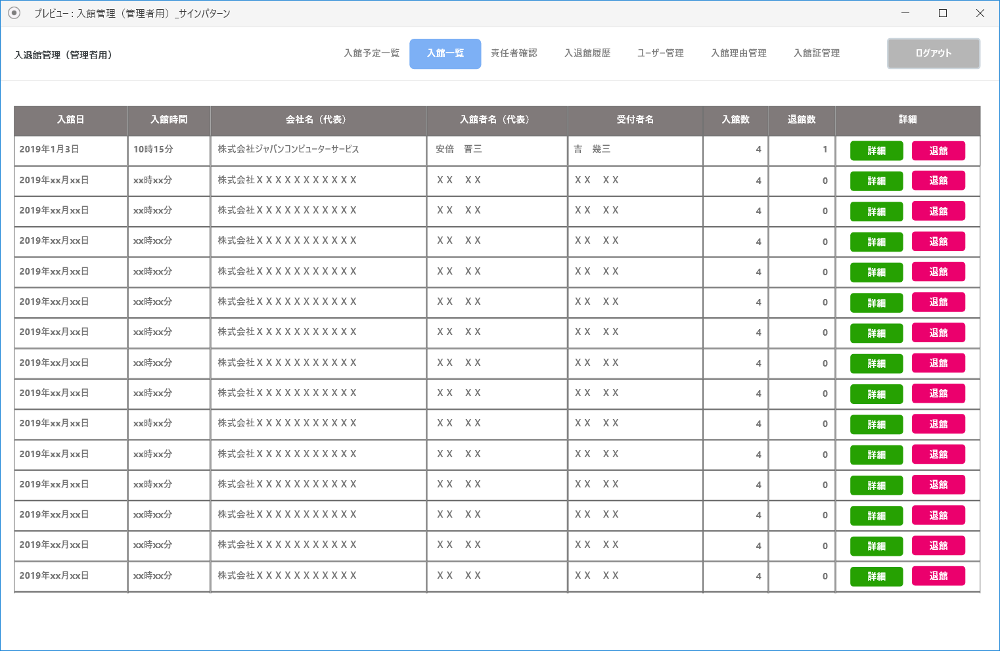 プレビュー : 入館管理（管理者用）_サインパターン
入退館管理（管理者用） 入館予定一覧 入館一覧 責任者確認 入退館履歴 ユーザー管理 入館理由管理 入館証管理 ログアウト
入館日 入館時間 会社名（代表） 入館者名（代表） 受付者名 入館数 退館数 詳細
2019年1月3日 10時15分 株式会社ジャパンコンピューターサービス 安倍　晋三 吉　幾三 4 1 詳細 退館
2019年xx月xx日 xx時xx分 株式会社ＸＸＸＸＸＸＸＸＸＸＸ ＸＸ　ＸＸ ＸＸ　ＸＸ 4 0 詳細 退館
2019年xx月xx日 xx時xx分 株式会社ＸＸＸＸＸＸＸＸＸＸＸ ＸＸ　ＸＸ ＸＸ　ＸＸ 4 0 詳細 退館
2019年xx月xx日 xx時xx分 株式会社ＸＸＸＸＸＸＸＸＸＸＸ ＸＸ　ＸＸ ＸＸ　ＸＸ 4 0 詳細 退館
2019年xx月xx日 xx時xx分 株式会社ＸＸＸＸＸＸＸＸＸＸＸ ＸＸ　ＸＸ ＸＸ　ＸＸ 4 0 詳細 退館
2019年xx月xx日 xx時xx分 株式会社ＸＸＸＸＸＸＸＸＸＸＸ ＸＸ　ＸＸ ＸＸ　ＸＸ 4 0 詳細 退館
2019年xx月xx日 xx時xx分 株式会社ＸＸＸＸＸＸＸＸＸＸＸ ＸＸ　ＸＸ ＸＸ　ＸＸ 4 0 詳細 退館
2019年xx月xx日 xx時xx分 株式会社ＸＸＸＸＸＸＸＸＸＸＸ ＸＸ　ＸＸ ＸＸ　ＸＸ 4 0 詳細 退館
2019年xx月xx日 xx時xx分 株式会社ＸＸＸＸＸＸＸＸＸＸＸ ＸＸ　ＸＸ ＸＸ　ＸＸ 4 0 詳細 退館
2019年xx月xx日 xx時xx分 株式会社ＸＸＸＸＸＸＸＸＸＸＸ ＸＸ　ＸＸ ＸＸ　ＸＸ 4 0 詳細 退館
2019年xx月xx日 xx時xx分 株式会社ＸＸＸＸＸＸＸＸＸＸＸ ＸＸ　ＸＸ ＸＸ　ＸＸ 4 0 詳細 退館
2019年xx月xx日 xx時xx分 株式会社ＸＸＸＸＸＸＸＸＸＸＸ ＸＸ　ＸＸ ＸＸ　ＸＸ 4 0 詳細 退館
2019年xx月xx日 xx時xx分 株式会社ＸＸＸＸＸＸＸＸＸＸＸ ＸＸ　ＸＸ ＸＸ　ＸＸ 4 0 詳細 退館
2019年xx月xx日 xx時xx分 株式会社ＸＸＸＸＸＸＸＸＸＸＸ ＸＸ　ＸＸ ＸＸ　ＸＸ 4 0 詳細 退館
2019年xx月xx日 xx時xx分 株式会社ＸＸＸＸＸＸＸＸＸＸＸ ＸＸ　ＸＸ ＸＸ　ＸＸ 4 0 詳細 退館